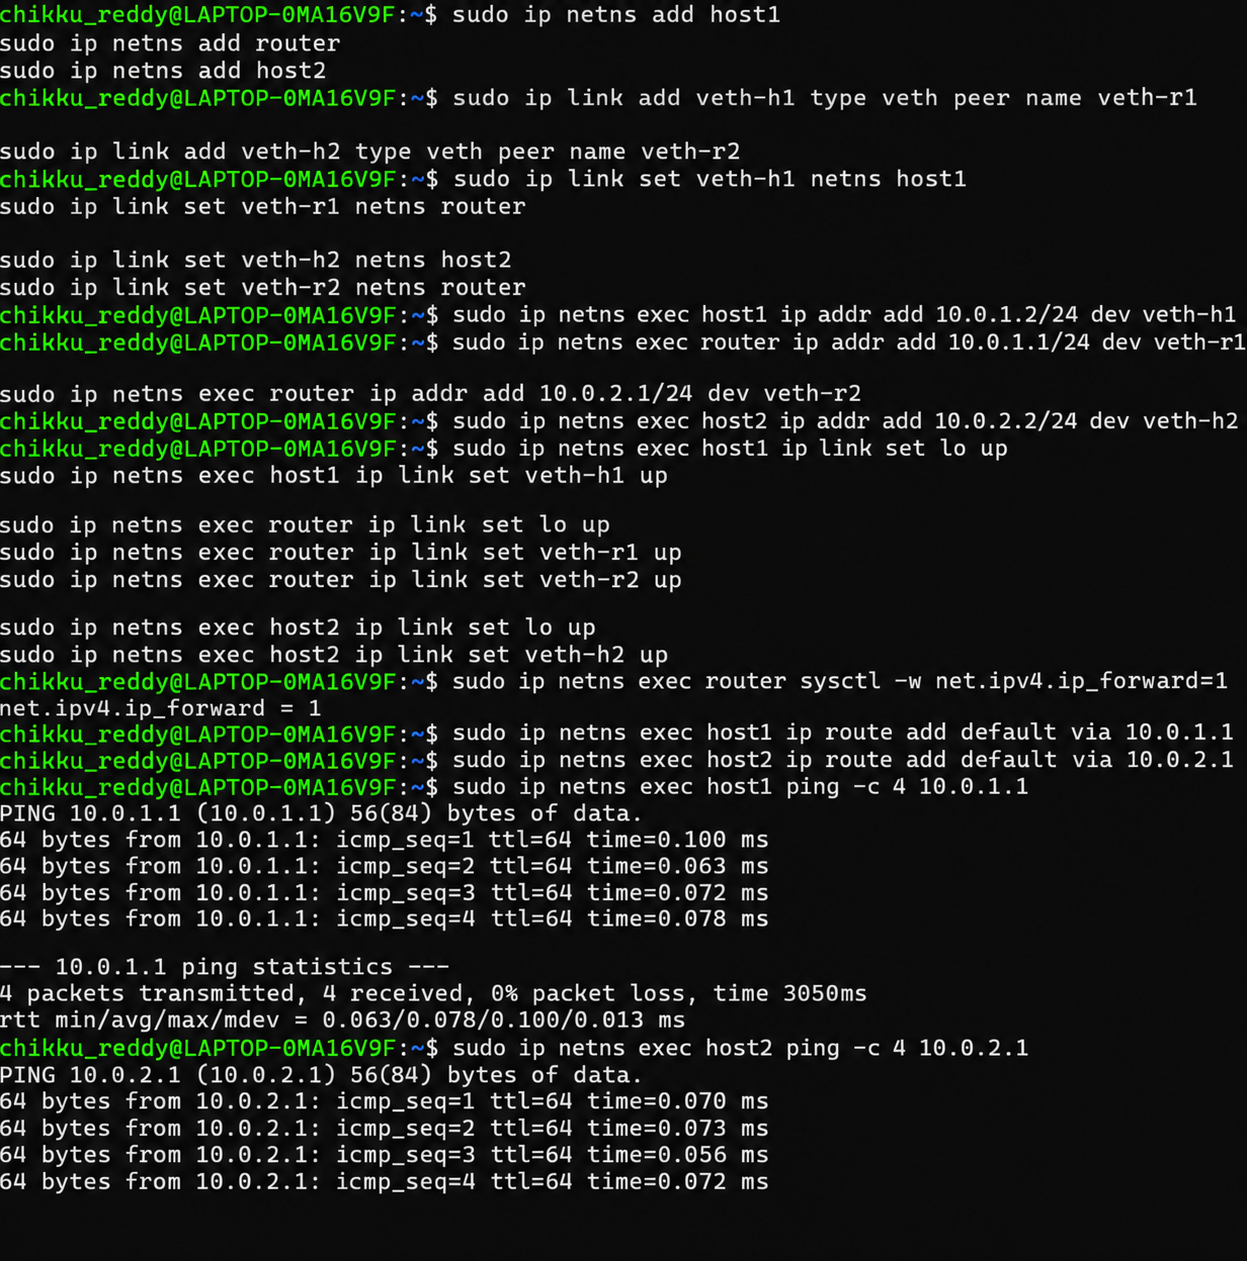 chikku_reddy@LAPTOP-0MA16V9F:~$ sudo ip netns add host1
sudo ip netns add router
sudo ip netns add host2
chikku_reddy@LAPTOP-0MA16V9F:~$ sudo ip link add veth-h1 type veth peer name veth-r1
sudo ip link add veth-h2 type veth peer name veth-r2
chikku_reddy@LAPTOP-0MA16V9F:~$ sudo ip link set veth-h1 netns host1
sudo ip link set veth-r1 netns router
sudo ip link set veth-h2 netns host2
sudo ip link set veth-r2 netns router
chikku_reddy@LAPTOP-0MA16V9F:~$ sudo ip netns exec host1 ip addr add 10.0.1.2/24 dev veth-h1
chikku_reddy@LAPTOP-0MA16V9F:~$ sudo ip netns exec router ip addr add 10.0.1.1/24 dev veth-r1
sudo ip netns exec router ip addr add 10.0.2.1/24 dev veth-r2
chikku_reddy@LAPTOP-0MA16V9F:~$ sudo ip netns exec host2 ip addr add 10.0.2.2/24 dev veth-h2
chikku_reddy@LAPTOP-0MA16V9F:~$ sudo ip netns exec host1 ip link set lo up
sudo ip netns exec host1 ip link set veth-h1 up
sudo ip netns exec router ip link set lo up
sudo ip netns exec router ip link set veth-r1 up
sudo ip netns exec router ip link set veth-r2 up
sudo ip netns exec host2 ip link set lo up
sudo ip netns exec host2 ip link set veth-h2 up
chikku_reddy@LAPTOP-0MA16V9F:~$ sudo ip netns exec router sysctl -w net.ipv4.ip_forward=1
net.ipv4.ip_forward = 1
chikku_reddy@LAPTOP-0MA16V9F:~$ sudo ip netns exec host1 ip route add default via 10.0.1.1
chikku_reddy@LAPTOP-0MA16V9F:~$ sudo ip netns exec host2 ip route add default via 10.0.2.1
chikku_reddy@LAPTOP-0MA16V9F:~$ sudo ip netns exec host1 ping -c 4 10.0.1.1
PING 10.0.1.1 (10.0.1.1) 56(84) bytes of data.
64 bytes from 10.0.1.1: icmp_seq=1 ttl=64 time=0.100 ms
64 bytes from 10.0.1.1: icmp_seq=2 ttl=64 time=0.063 ms
64 bytes from 10.0.1.1: icmp_seq=3 ttl=64 time=0.072 ms
64 bytes from 10.0.1.1: icmp_seq=4 ttl=64 time=0.078 ms
--- 10.0.1.1 ping statistics ---
4 packets transmitted, 4 received, 0% packet loss, time 3050ms
rtt min/avg/max/mdev = 0.063/0.078/0.100/0.013 ms
chikku_reddy@LAPTOP-0MA16V9F:~$ sudo ip netns exec host2 ping -c 4 10.0.2.1
PING 10.0.2.1 (10.0.2.1) 56(84) bytes of data.
64 bytes from 10.0.2.1: icmp_seq=1 ttl=64 time=0.070 ms
64 bytes from 10.0.2.1: icmp_seq=2 ttl=64 time=0.073 ms
64 bytes from 10.0.2.1: icmp_seq=3 ttl=64 time=0.056 ms
64 bytes from 10.0.2.1: icmp_seq=4 ttl=64 time=0.072 ms